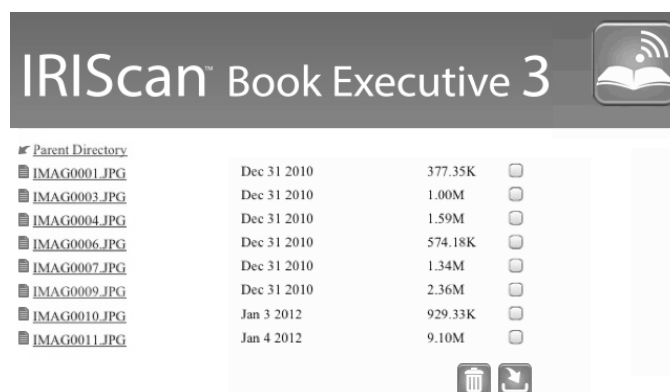 IRIScan™ Book Executive 3
Parent Directory
IMAG0001.JPG Dec 31 2010 377.35K
IMAG0003.JPG Dec 31 2010 1.00M
IMAG0004.JPG Dec 31 2010 1.59M
IMAG0006.JPG Dec 31 2010 574.18K
IMAG0007.JPG Dec 31 2010 1.34M
IMAG0009.JPG Dec 31 2010 2.36M
IMAG0010.JPG Jan 3 2012 929.33K
IMAG0011.JPG Jan 4 2012 9.10M